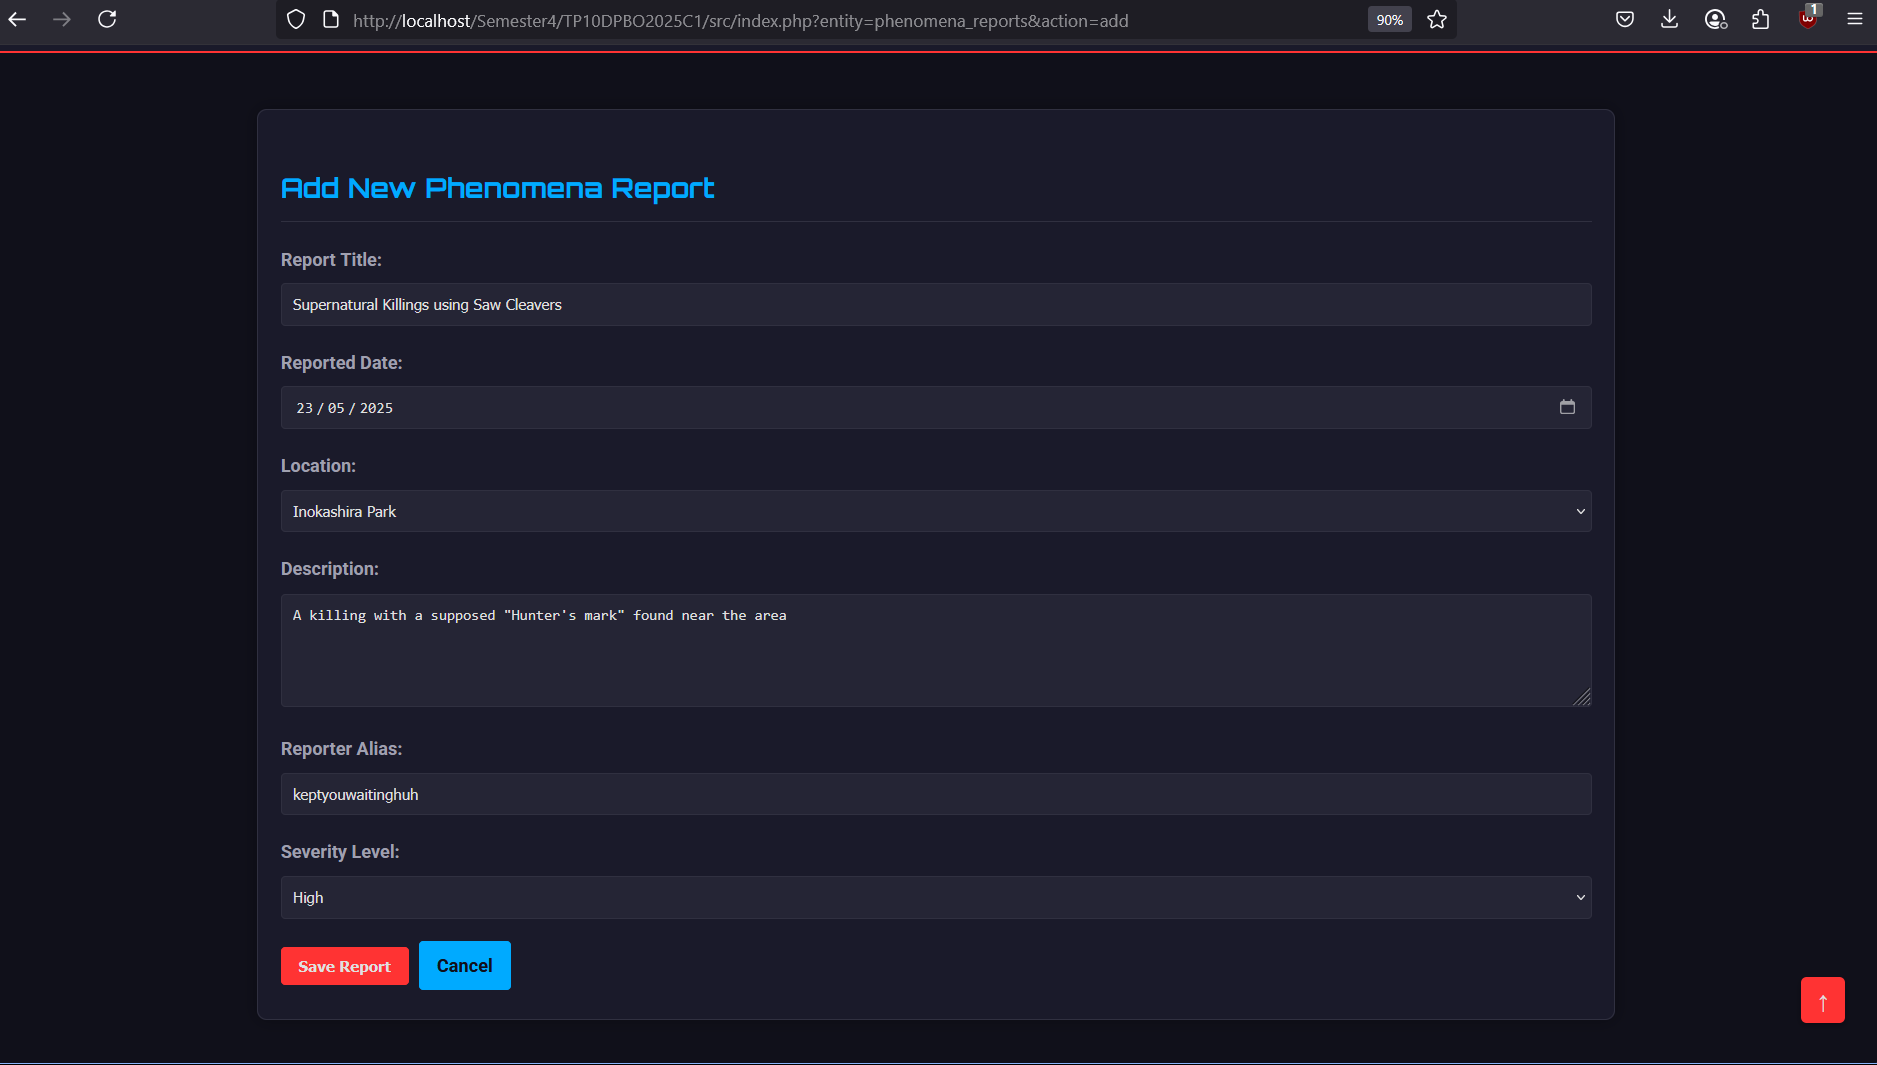 http://localhost/Semester4/TP10DPBO2025C1/src/index.php?entity=phenomena_reports&action=add
90%
1
Add New Phenomena Report
Report Title:
Supernatural Killings using Saw Cleavers
Reported Date:
23 / 05 / 2025
Location:
Inokashira Park
Description:
A killing with a supposed "Hunter's mark" found near the area
Reporter Alias:
keptyouwaitinghuh
Severity Level:
High
Save Report
Cancel
↑